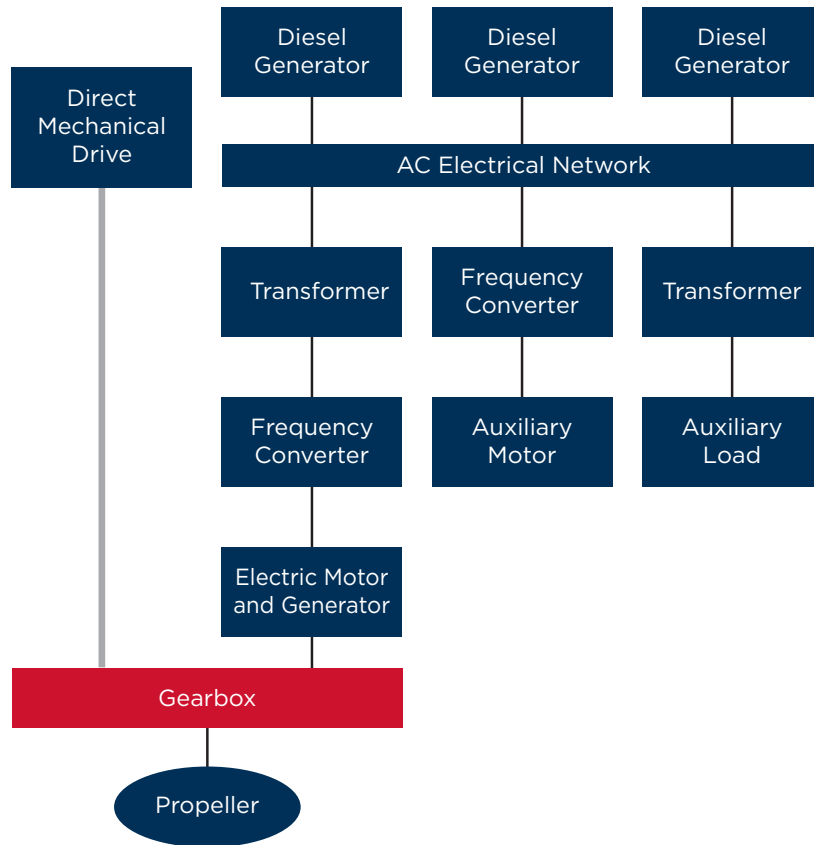 Diesel
Generator
Diesel
Generator
Diesel
Generator
Direct
Mechanical
Drive
AC Electrical Network
Transformer
Frequency
Converter
Transformer
Frequency
Converter
Auxiliary
Motor
Auxiliary
Load
Electric Motor
and Generator
Gearbox
Propeller